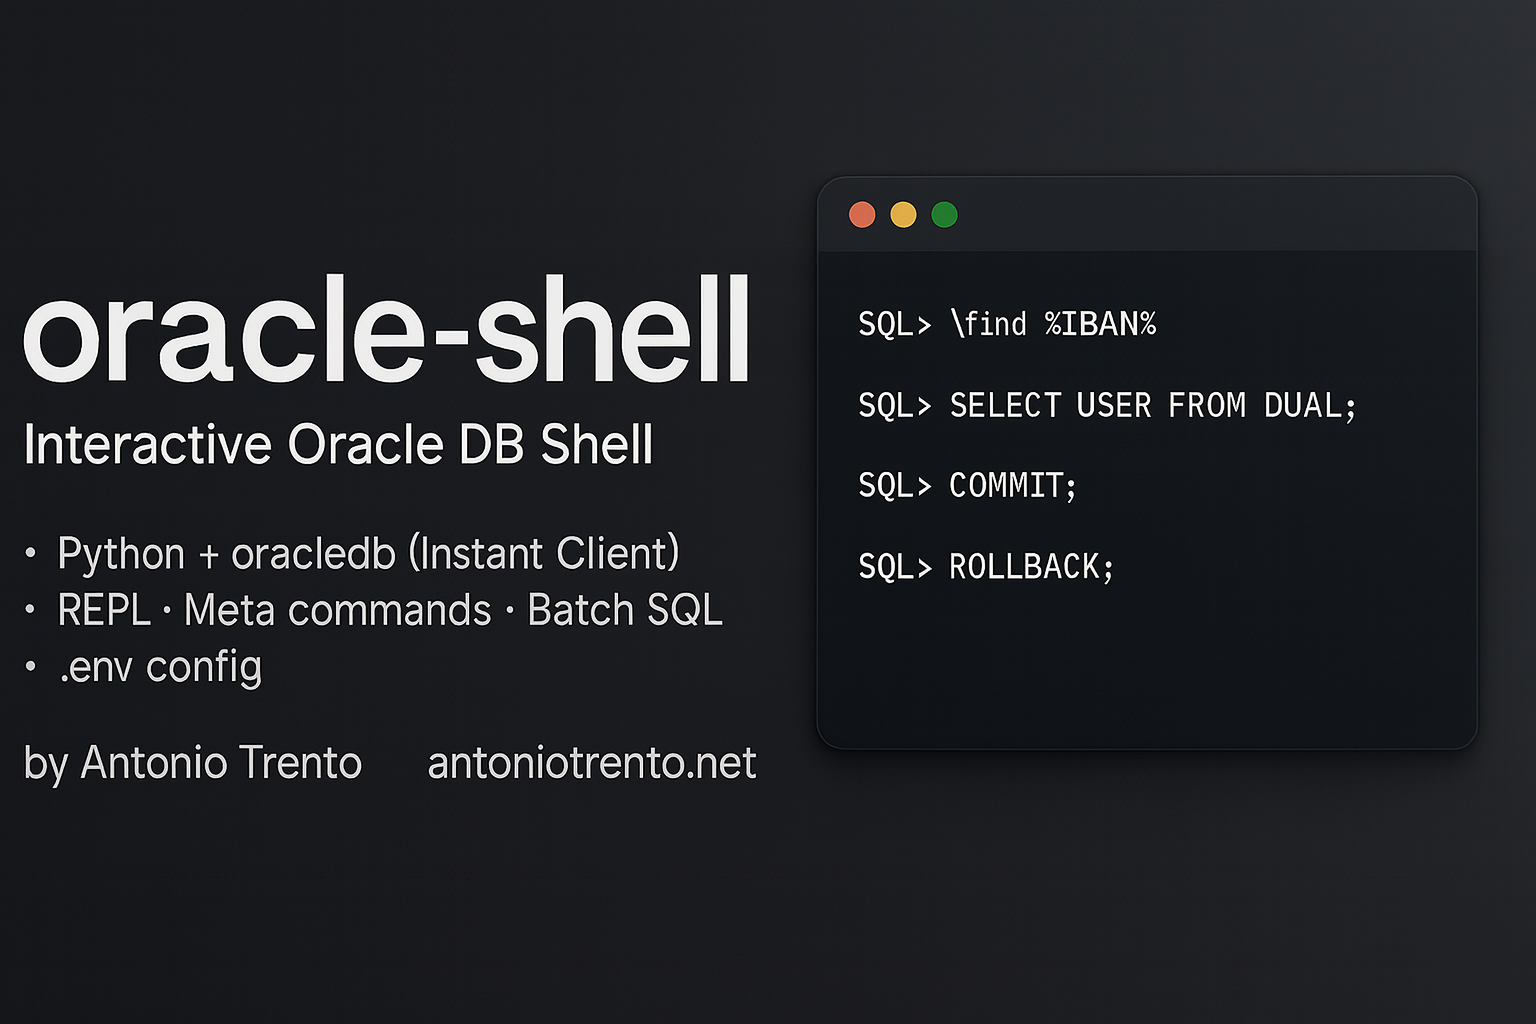 oracle-shell
Interactive Oracle DB Shell
• Python + oracledb (Instant Client)
• REPL · Meta commands · Batch SQL
• .env config
by Antonio Trento antoniotrento.net
SQL> \find %IBAN%
SQL> SELECT USER FROM DUAL;
SQL> COMMIT;
SQL> ROLLBACK;